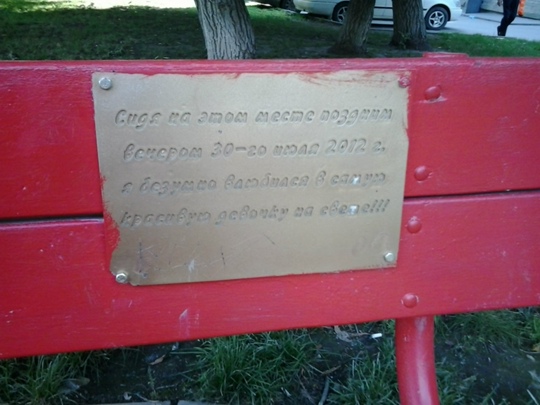 Сидя на этом месте поздним
вечером 30-го июля 2012 г.
я безумно влюбился в самую
красивую девочку на свете!!!